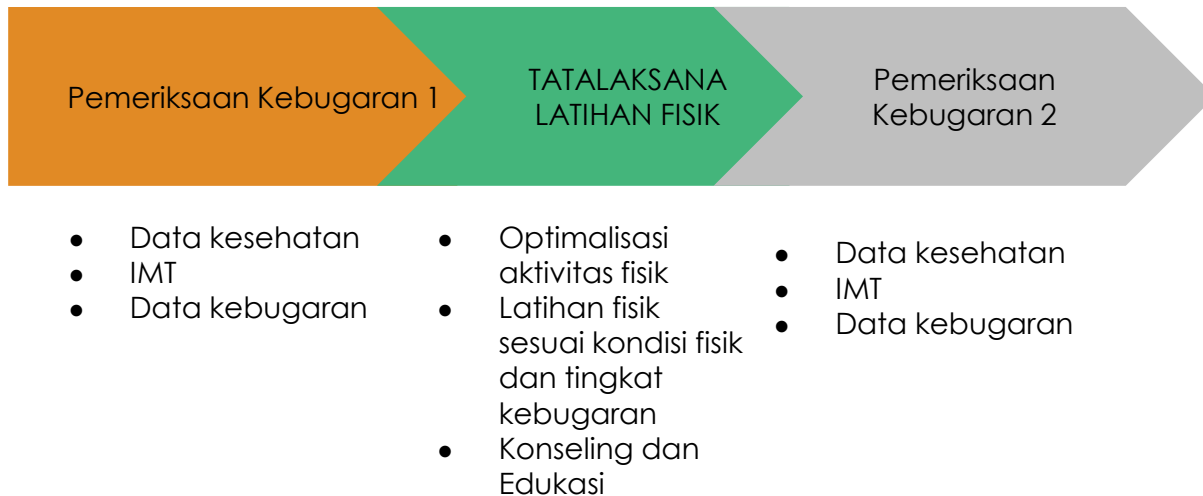 Pemeriksaan Kebugaran 1
TATALAKSANA
LATIHAN FISIK
Pemeriksaan
Kebugaran 2
● Data kesehatan
● IMT
● Data kebugaran
● Optimalisasi
aktivitas fisik
● Latihan fisik
sesuai kondisi fisik
dan tingkat
kebugaran
● Konseling dan
Edukasi
● Data kesehatan
● IMT
● Data kebugaran